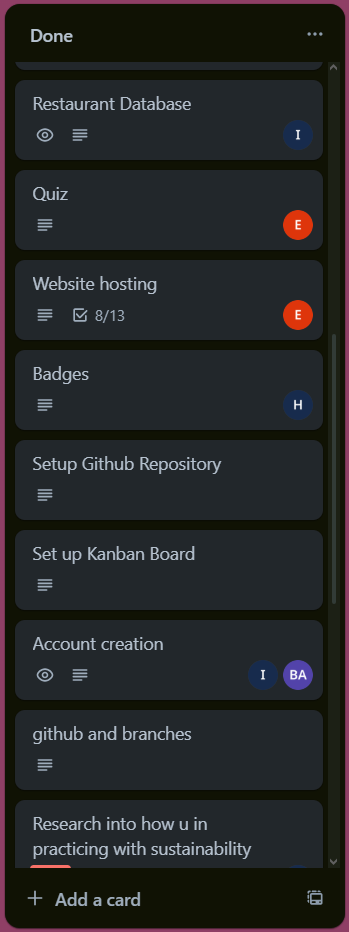 Done
Restaurant Database
I
Quiz
E
Website hosting
8/13
E
Badges
H
Setup Github Repository
Set up Kanban Board
Account creation
I BA
github and branches
Research into how u in
practicing with sustainability
Add a card